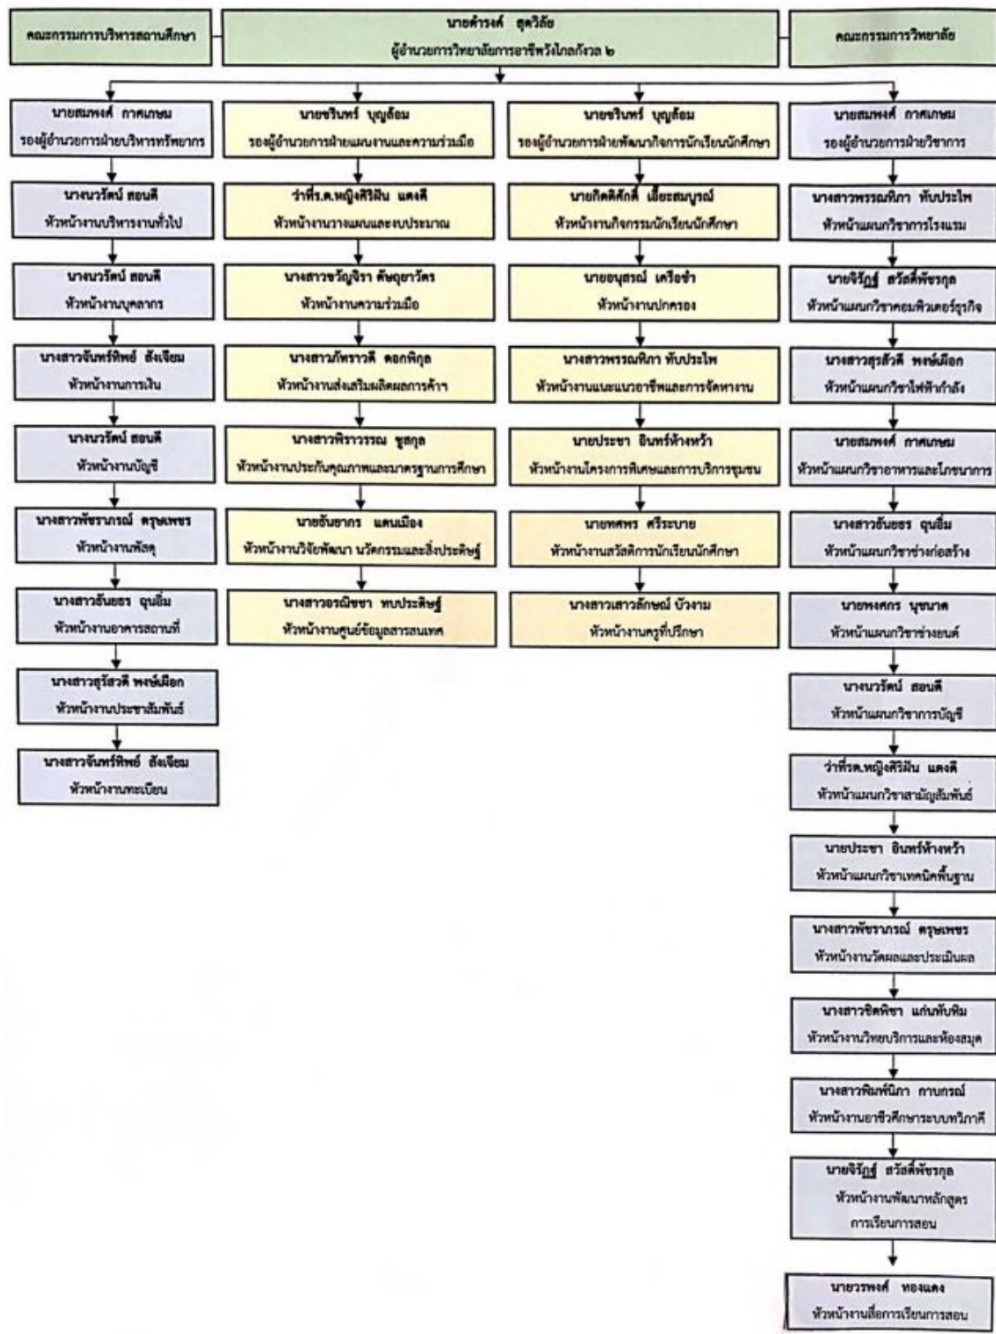 คณะกรรมการบริหารสถานศึกษา
นายดำรงค์ สุดวิลัย
ผู้อำนวยการวิทยาลัยการอาชีพวังไกลกังวล ๒
คณะกรรมการวิทยาลัย
นายสมพงศ์ กาศเกษม
รองผู้อำนวยการฝ่ายบริหารทรัพยากร
นางนวรัตน์ สอนดี
หัวหน้างานบริหารงานทั่วไป
นางนวรัตน์ สอนดี
หัวหน้างานบุคลากร
นางสาวจันทร์ทิพย์ สังเจียม
หัวหน้างานการเงิน
นางนวรัตน์ สอนดี
หัวหน้างานบัญชี
นางสาวพัชราภรณ์ ตรุษเพชร
หัวหน้างานพัสดุ
นางสาวธันยธร ฉุนอิ่ม
หัวหน้างานอาคารสถานที่
นางสาวสุรัสวดี พงษ์เผือก
หัวหน้างานประชาสัมพันธ์
นางสาวจันทร์ทิพย์ สังเจียม
หัวหน้างานทะเบียน
นายชรินทร์ บุญล้อม
รองผู้อำนวยการฝ่ายแผนงานและความร่วมมือ
ว่าที่ร.ต.หญิงศิริฝัน แดงดี
หัวหน้างานวางแผนและงบประมาณ
นางสาวขวัญจิรา ดิษฤยาวัตร
หัวหน้างานความร่วมมือ
นางสาวภัทราวดี ดอกพิกุล
หัวหน้างานส่งเสริมผลิตผลการค้าฯ
นางสาวพิราวรรณ ชูสกุล
หัวหน้างานประกันคุณภาพและมาตรฐานการศึกษา
นายธันยากร แดนเมือง
หัวหน้างานวิจัยพัฒนา นวัตกรรมและสิ่งประดิษฐ์
นางสาวอรณิชชา ทบประดิษฐ์
หัวหน้างานศูนย์ข้อมูลสารสนเทศ
นายชรินทร์ บุญล้อม
รองผู้อำนวยการฝ่ายพัฒนากิจการนักเรียนนักศึกษา
นายกิตติศักดิ์ เอี๊ยะสมบูรณ์
หัวหน้างานกิจกรรมนักเรียนนักศึกษา
นายอนุสรณ์ เครือซ้ำ
หัวหน้างานปกครอง
นางสาวพรรณทิภา ทับประไพ
หัวหน้างานแนะแนวอาชีพและการจัดหางาน
นายประชา อินทร์ห้างหว้า
หัวหน้างานโครงการพิเศษและการบริการชุมชน
นายทศพร ศรีระบาย
หัวหน้างานสวัสดิการนักเรียนนักศึกษา
นางสาวเสาวลักษณ์ บัวงาม
หัวหน้างานครูที่ปรึกษา
นายสมพงศ์ กาศเกษม
รองผู้อำนวยการฝ่ายวิชาการ
นางสาวพรรณทิภา ทับประไพ
หัวหน้าแผนกวิชาการโรงแรม
นายจิรัฏฐ์ สวัสดิ์พัชรกุล
หัวหน้าแผนกวิชาคอมพิวเตอร์ธุรกิจ
นางสาวสุรสัวดี พงษ์เผือก
หัวหน้าแผนกวิชาไฟฟ้ากำลัง
นายสมพงศ์ กาศเกษม
หัวหน้าแผนกวิชาอาหารและโภชนาการ
นางสาวธันยธร ฉุนอิ่ม
หัวหน้าแผนกวิชาช่างก่อสร้าง
นายพงศกร นุชนาด
หัวหน้าแผนกวิชาช่างยนต์
นางนวรัตน์ สอนดี
หัวหน้าแผนกวิชาการบัญชี
ว่าที่รต.หญิงศิริฝัน แดงดี
หัวหน้าแผนกวิชาสามัญสัมพันธ์
นายประชา อินทร์ห้างหว้า
หัวหน้าแผนกวิชาเทคนิคพื้นฐาน
นางสาวพัชราภรณ์ ตรุษเพชร
หัวหน้างานวัดผลและประเมินผล
นางสาวชิดพิชา แก่นทับทิม
หัวหน้างานวิทยบริการและห้องสมุด
นางสาวพิมพ์นิภา กาบกรณ์
หัวหน้างานอาชีวศึกษาระบบทวิภาคี
นายจิรัฏฐ์ สวัสดิ์พัชรกุล
หัวหน้างานพัฒนาหลักสูตร
การเรียนการสอน
นายวรพงศ์ ทองแดง
หัวหน้างานสื่อการเรียนการสอน